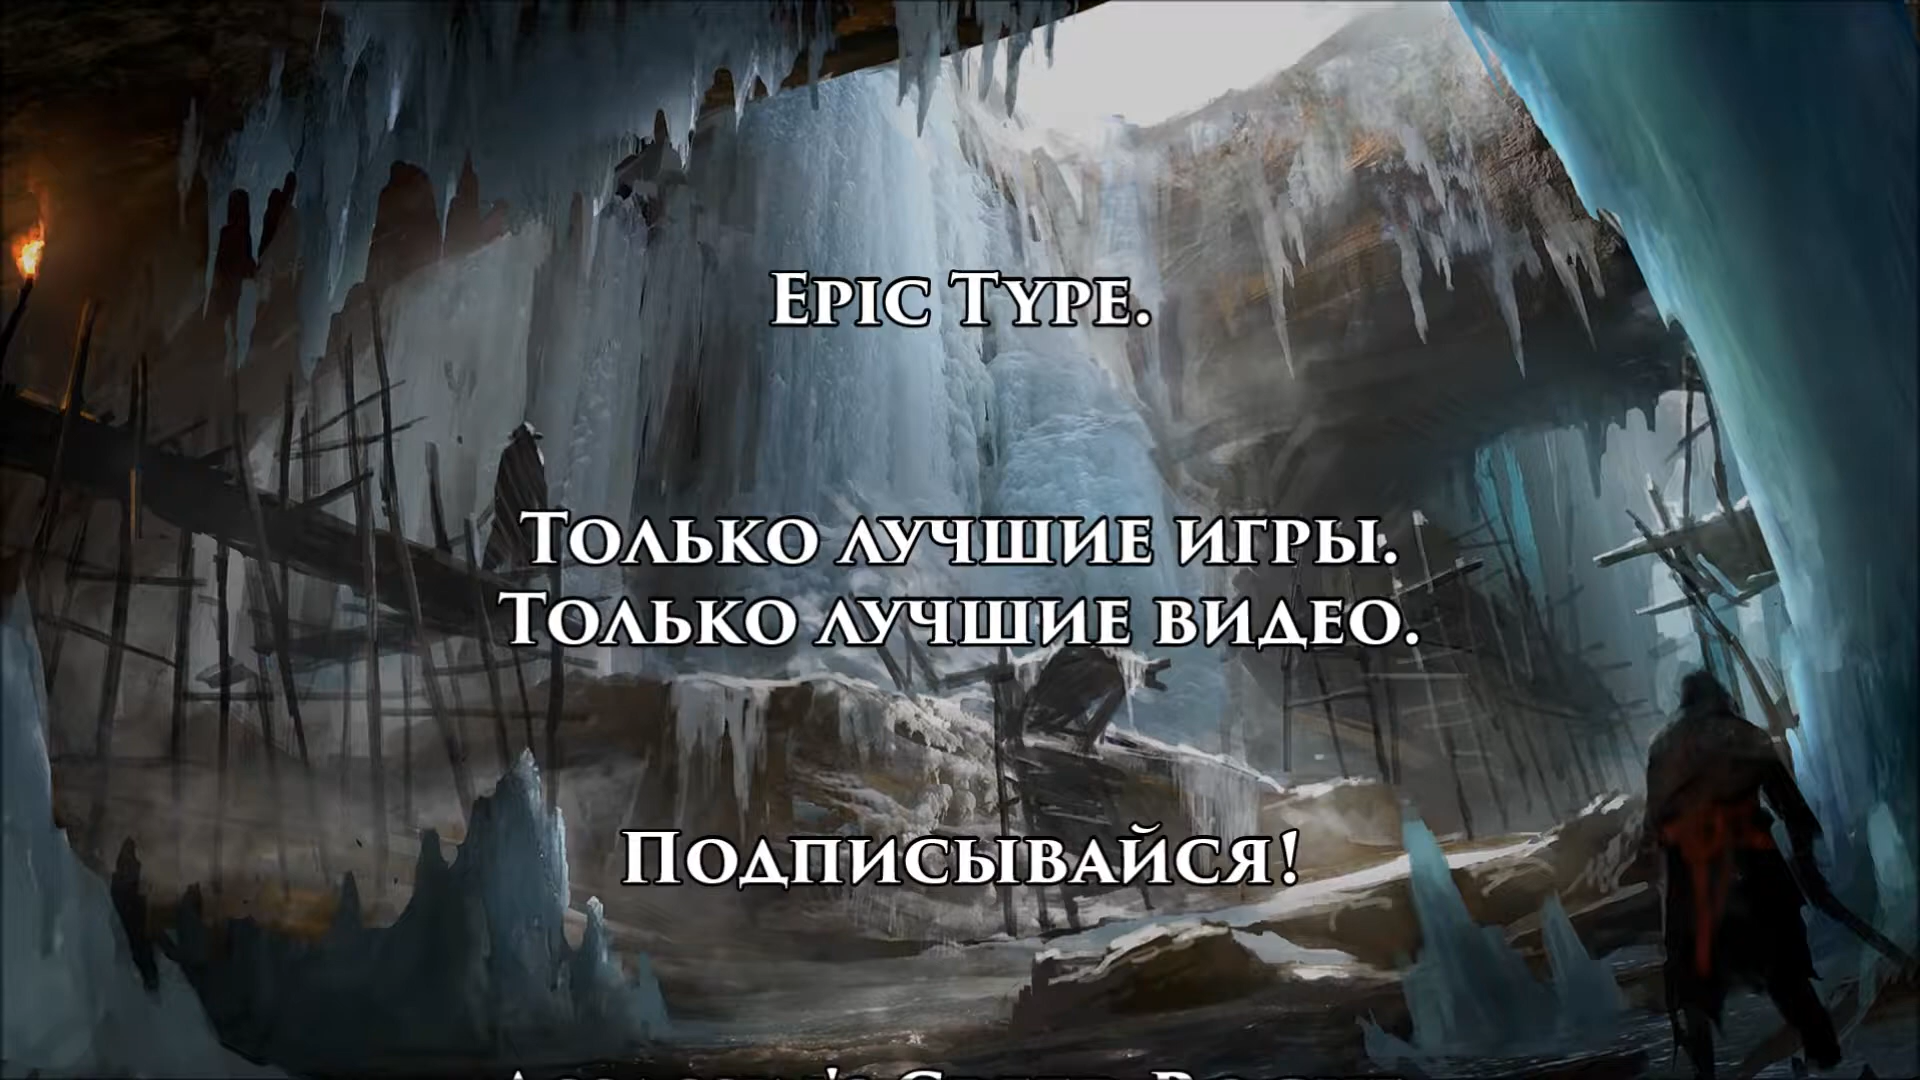 Epic Type.
Только лучшие игры.
Только лучшие видео.
Подписывайся!